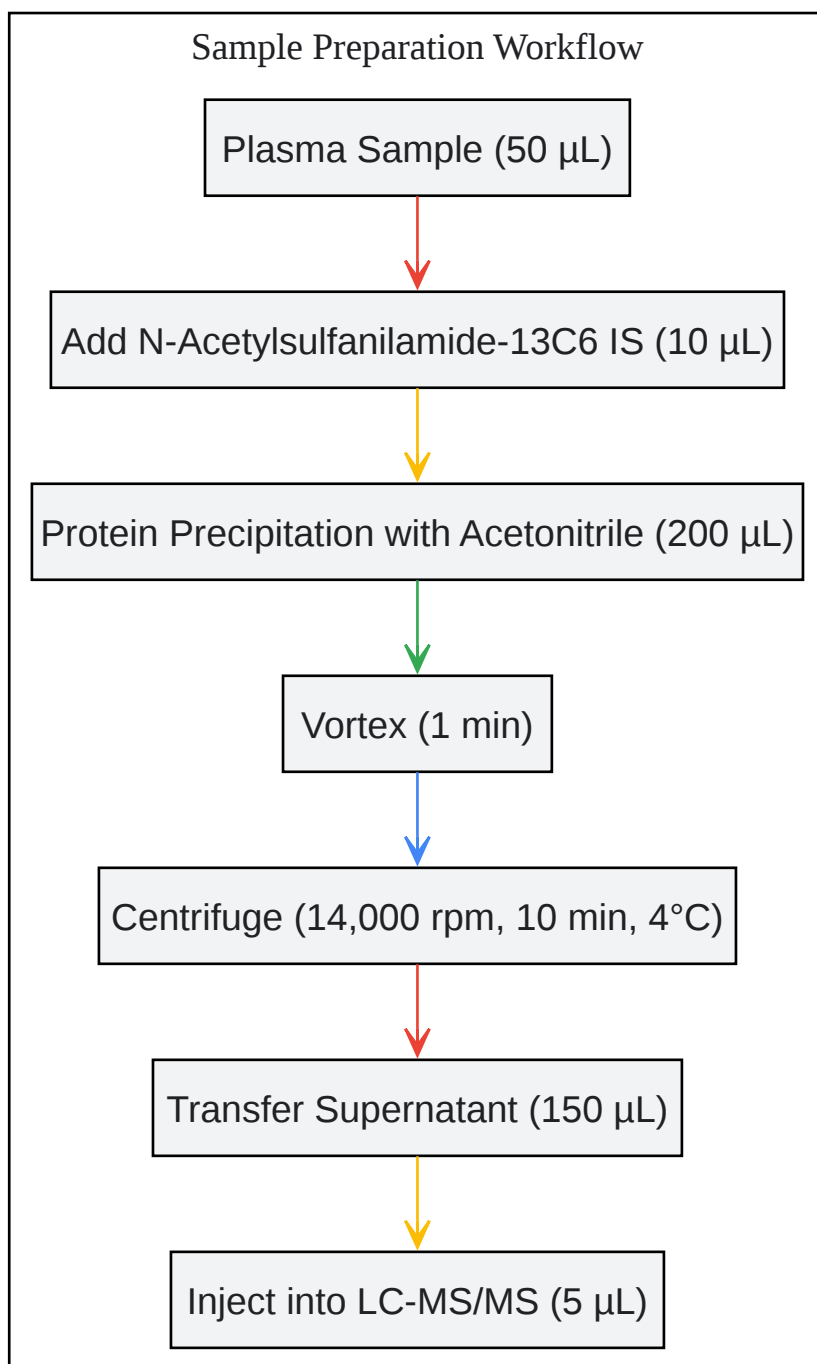 Sample Preparation Workflow
Plasma Sample (50 µL)
Add N-Acetylsulfanilamide-13C6 IS (10 µL)
Protein Precipitation with Acetonitrile (200 µL)
Vortex (1 min)
Centrifuge (14,000 rpm, 10 min, 4°C)
Transfer Supernatant (150 µL)
Inject into LC-MS/MS (5 µL)